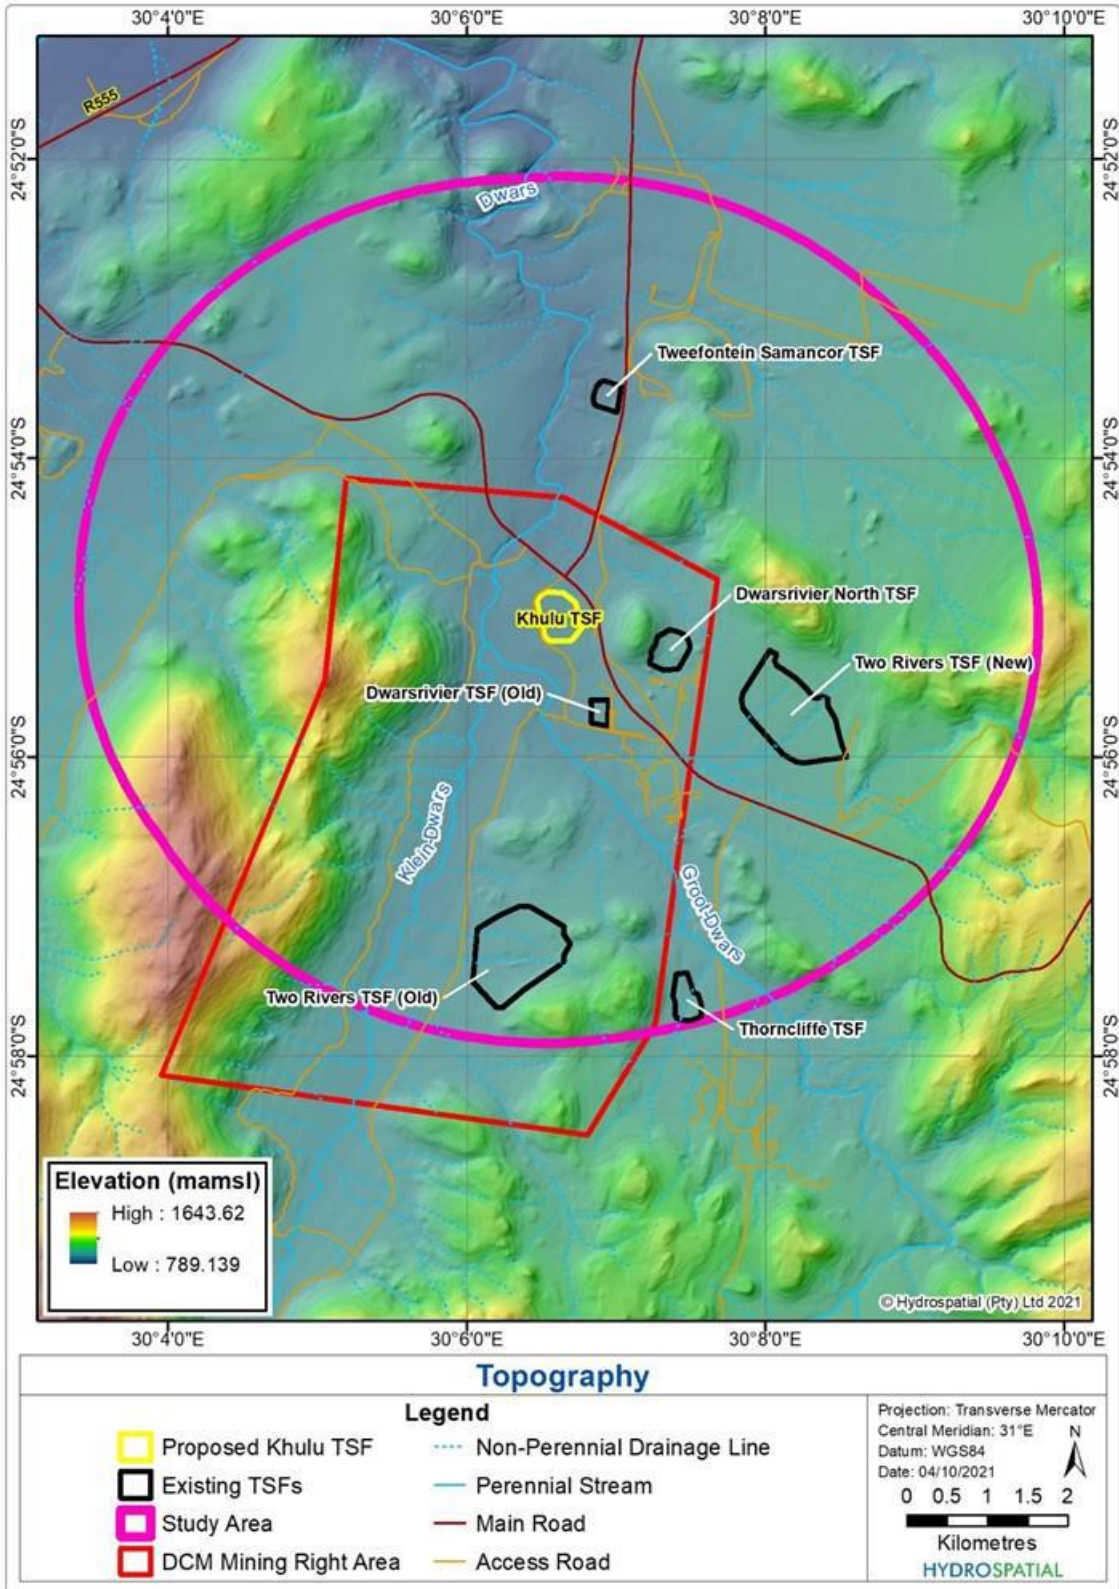 30°4'0"E 30°6'0"E 30°8'0"E 30°10'0"E
R555
24°52'0"S 24°52'0"S
Dwars
Tweefontein Samancor TSF
24°54'0"S 24°54'0"S
Dwarsrivier North TSF
Khulu TSF
Two Rivers TSF (New)
Dwarsrivier TSF (Old)
24°56'0"S 24°56'0"S
Klein-Dwars
Groot-Dwars
Two Rivers TSF (Old)
Thorncliffe TSF
24°58'0"S 24°58'0"S
Elevation (mamsl)
High : 1643.62
Low : 789.139
© Hydrospatial (Pty) Ltd 2021
30°4'0"E 30°6'0"E 30°8'0"E 30°10'0"E
Topography
Legend
Proposed Khulu TSF
Existing TSFs
Study Area
DCM Mining Right Area
Non-Perennial Drainage Line
Perennial Stream
Main Road
Access Road
Projection: Transverse Mercator
Central Meridian: 31°E
Datum: WGS84
Date: 04/10/2021
N
0 0.5 1 1.5 2
Kilometres
HYDROSPATIAL